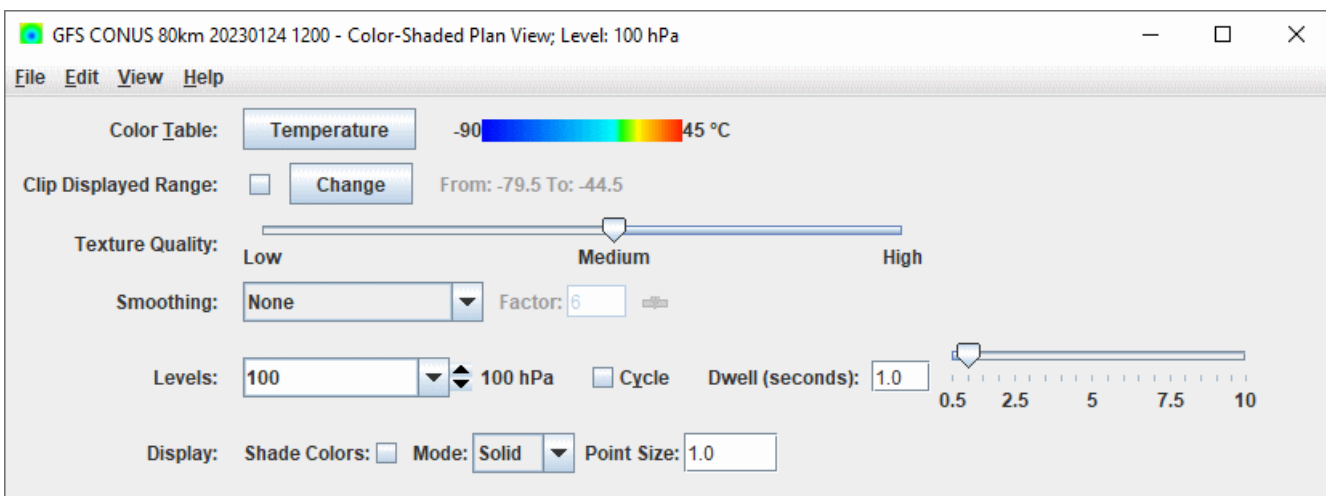 GFS CONUS 80km 20230124 1200 - Color-Shaded Plan View; Level: 100 hPa
File Edit View Help
Color Table: Temperature -90 45 °C
Clip Displayed Range: Change From: -79.5 To: -44.5
Texture Quality:
Low Medium High
Smoothing: None Factor: 6
Levels: 100 100 hPa Cycle Dwell (seconds): 1.0
0.5 2.5 5 7.5 10
Display: Shade Colors: Mode: Solid Point Size: 1.0